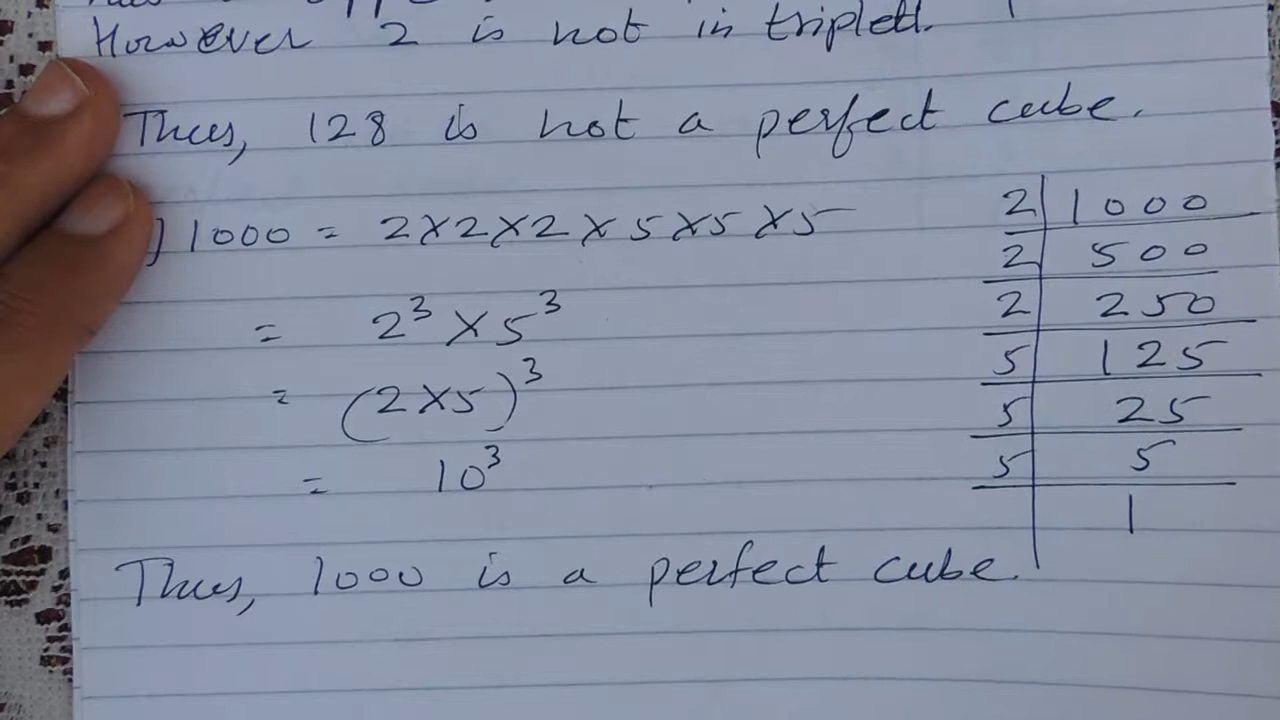 However 2 is not in triplett.
Thus, 128 is not a perfect cube.
) 1000 = 2×2×2×5×5×5
= 2³ × 5³
= (2×5)³
= 10³
2 | 1000
2 | 500
2 | 250
5 | 125
5 | 25
5 | 5
| 1
Thus, 1000 is a perfect cube.